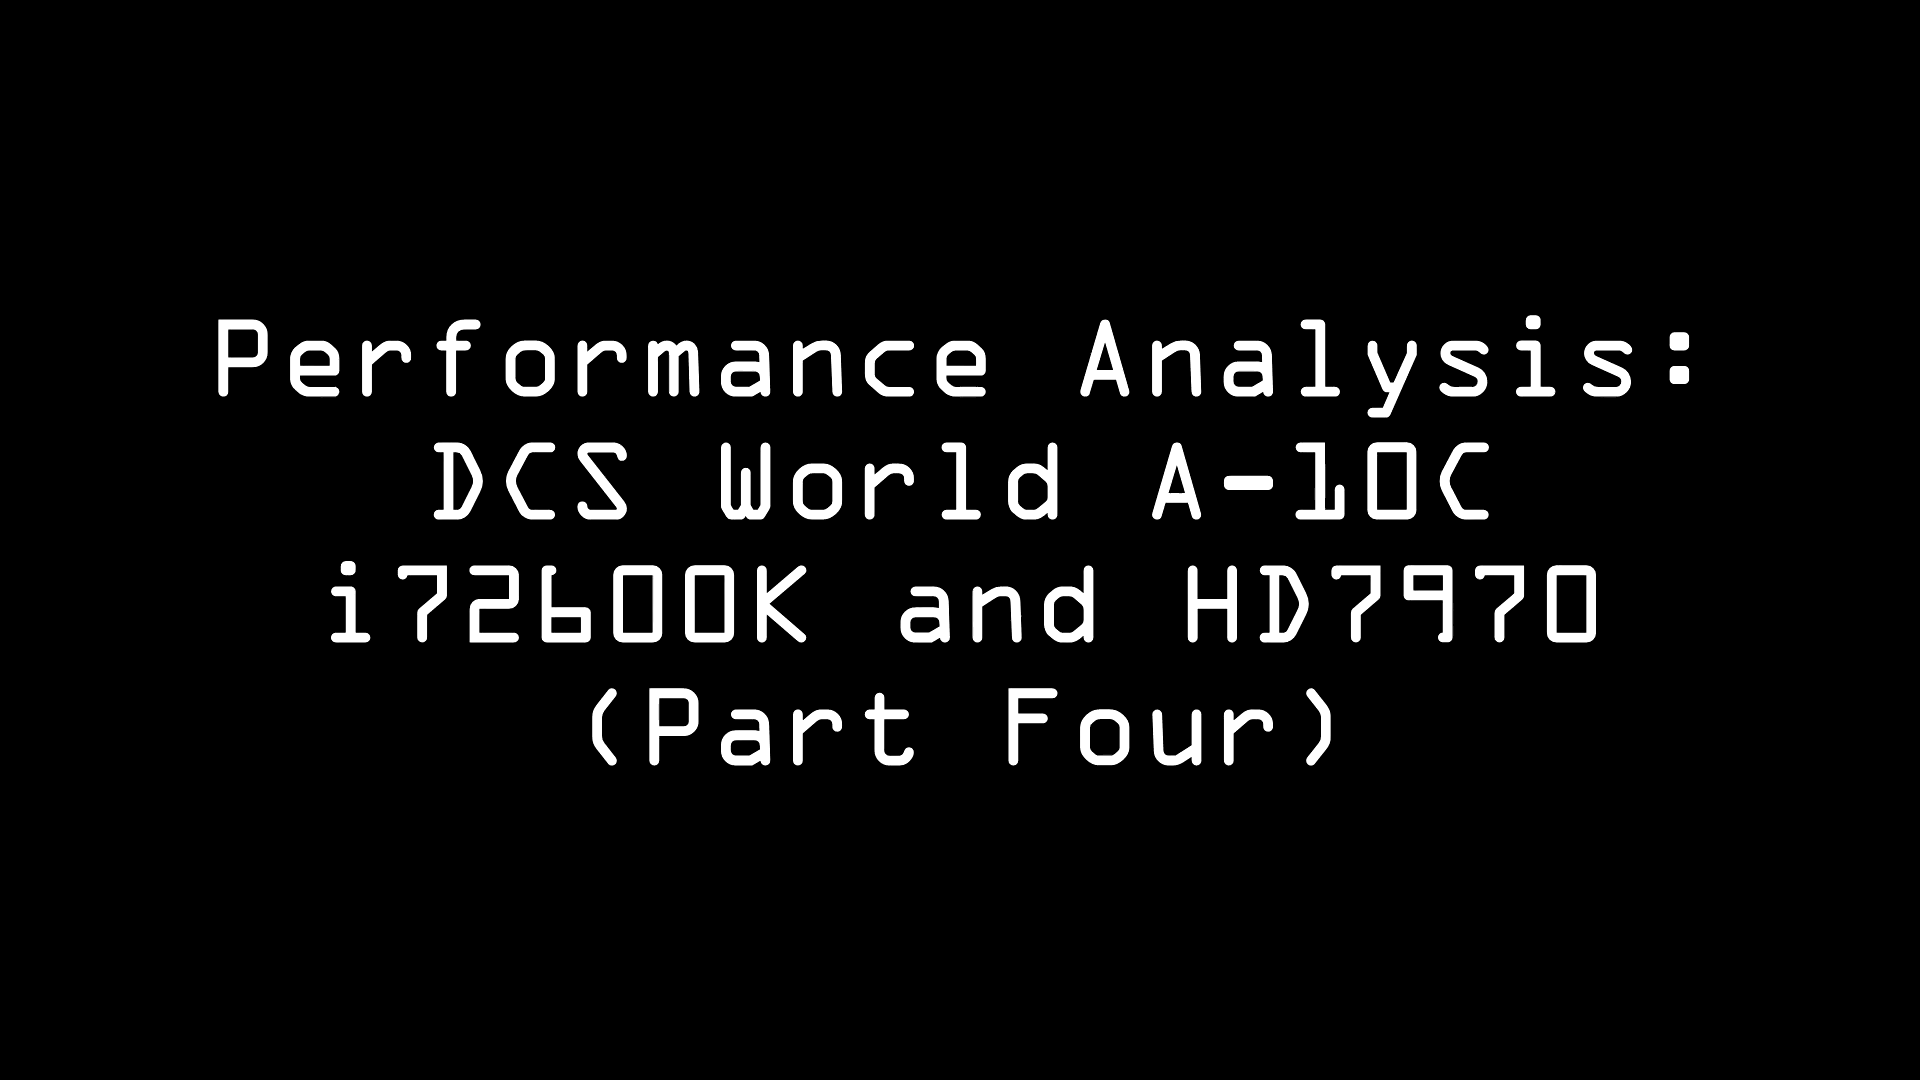 Performance Analysis:
DCS World A-10C
i72600K and HD7970
(Part Four)